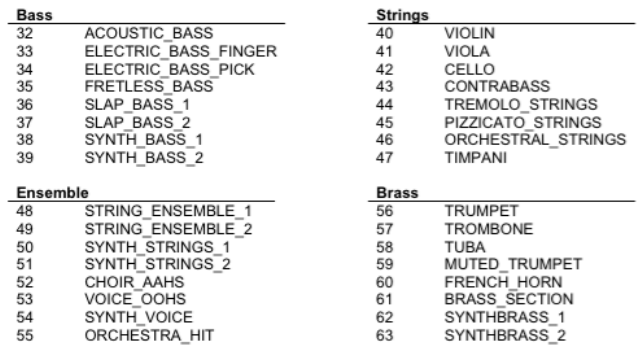 Bass
32 ACOUSTIC_BASS
33 ELECTRIC_BASS_FINGER
34 ELECTRIC_BASS_PICK
35 FRETLESS_BASS
36 SLAP_BASS_1
37 SLAP_BASS_2
38 SYNTH_BASS_1
39 SYNTH_BASS_2
Strings
40 VIOLIN
41 VIOLA
42 CELLO
43 CONTRABASS
44 TREMOLO_STRINGS
45 PIZZICATO_STRINGS
46 ORCHESTRAL_STRINGS
47 TIMPANI
Ensemble
48 STRING_ENSEMBLE_1
49 STRING_ENSEMBLE_2
50 SYNTH_STRINGS_1
51 SYNTH_STRINGS_2
52 CHOIR_AAHS
53 VOICE_OOHS
54 SYNTH_VOICE
55 ORCHESTRA_HIT
Brass
56 TRUMPET
57 TROMBONE
58 TUBA
59 MUTED_TRUMPET
60 FRENCH_HORN
61 BRASS_SECTION
62 SYNTHBRASS_1
63 SYNTHBRASS_2